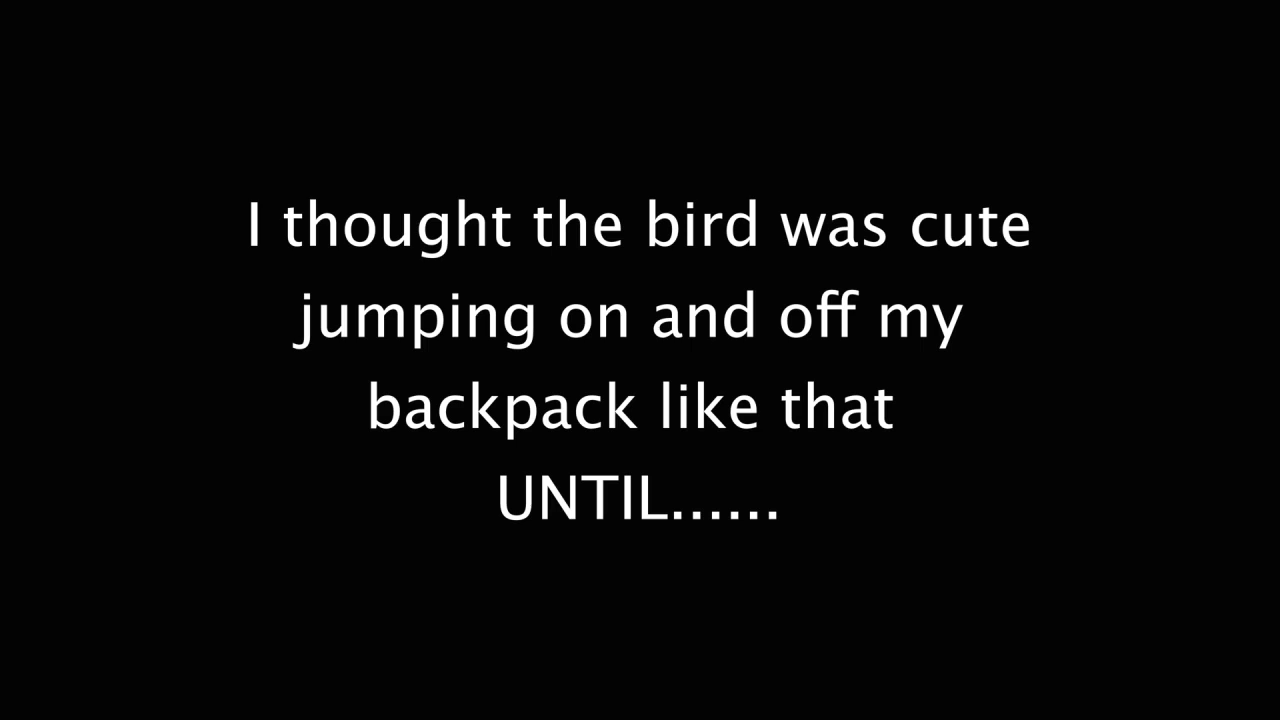 I thought the bird was cute
jumping on and off my
backpack like that
UNTIL......